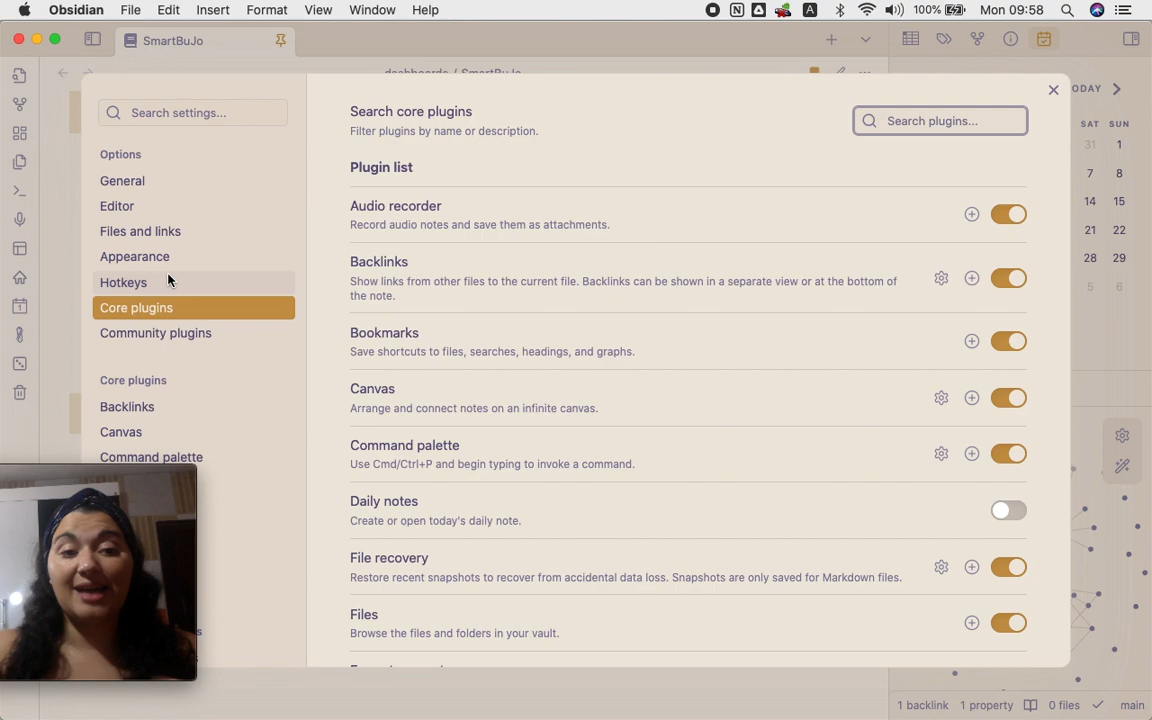 Obsidian File Edit Insert Format View Window Help 100% Mon 09:58
SmartBuJo
dashboards / SmartBuJo
Search settings...
Options
General
Editor
Files and links
Appearance
Hotkeys
Core plugins
Community plugins
Core plugins
Backlinks
Canvas
Command palette
Search core plugins
Filter plugins by name or description.
Search plugins...
Plugin list
Audio recorder
Record audio notes and save them as attachments.
Backlinks
Show links from other files to the current file. Backlinks can be shown in a separate view or at the bottom of
the note.
Bookmarks
Save shortcuts to files, searches, headings, and graphs.
Canvas
Arrange and connect notes on an infinite canvas.
Command palette
Use Cmd/Ctrl+P and begin typing to invoke a command.
Daily notes
Create or open today's daily note.
File recovery
Restore recent snapshots to recover from accidental data loss. Snapshots are only saved for Markdown files.
Files
Browse the files and folders in your vault.
ODAY
SAT SUN
31 1
7 8
14 15
21 22
28 29
5 6
1 backlink 1 property 0 files main